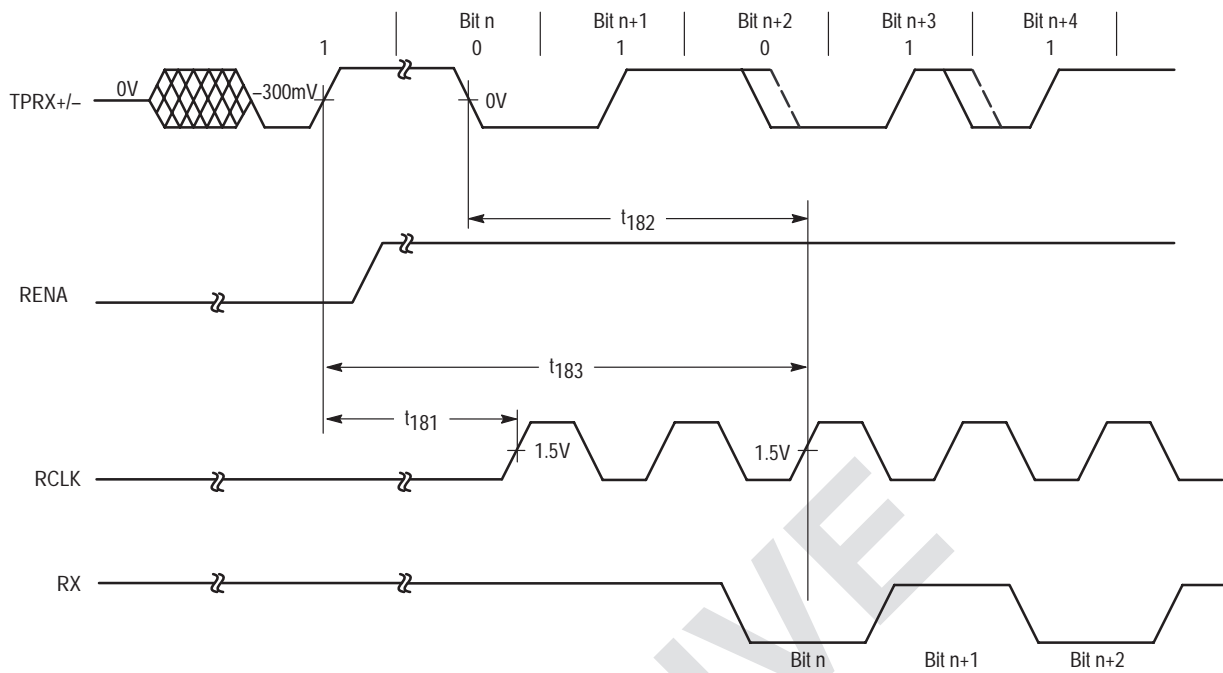 Bit n Bit n+1 Bit n+2 Bit n+3 Bit n+4
1 0 1 0 1 1
TPRX+/– 0V –300mV 0V
t182
RENA
t183
t181
RCLK 1.5V 1.5V
RX
Bit n Bit n+1 Bit n+2